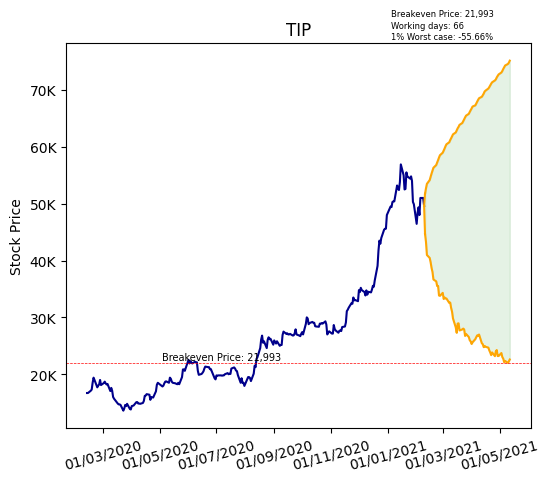 Breakeven Price: 21,993
Working days: 66
1% Worst case: -55.66%
TIP
Stock Price
70K
60K
50K
40K
30K
20K
Breakeven Price: 21,993
01/03/2020
01/05/2020
01/07/2020
01/09/2020
01/11/2020
01/01/2021
01/03/2021
01/05/2021